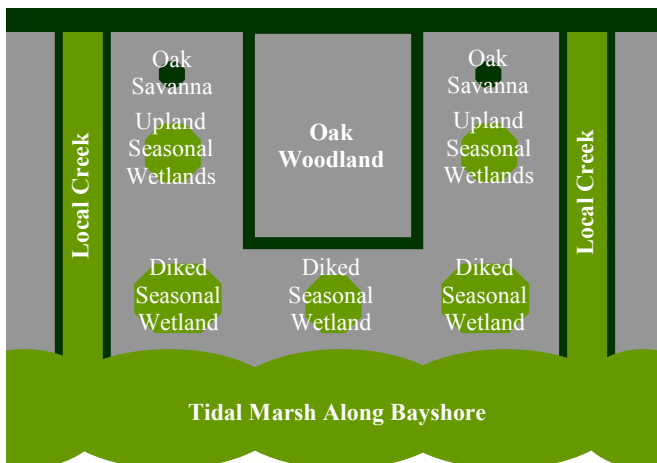 Oak
Savanna
Upland
Seasonal
Wetlands
Local Creek
Oak
Woodland
Oak
Savanna
Upland
Seasonal
Wetlands
Local Creek
Diked
Seasonal
Wetland
Diked
Seasonal
Wetland
Diked
Seasonal
Wetland
Tidal Marsh Along Bayshore